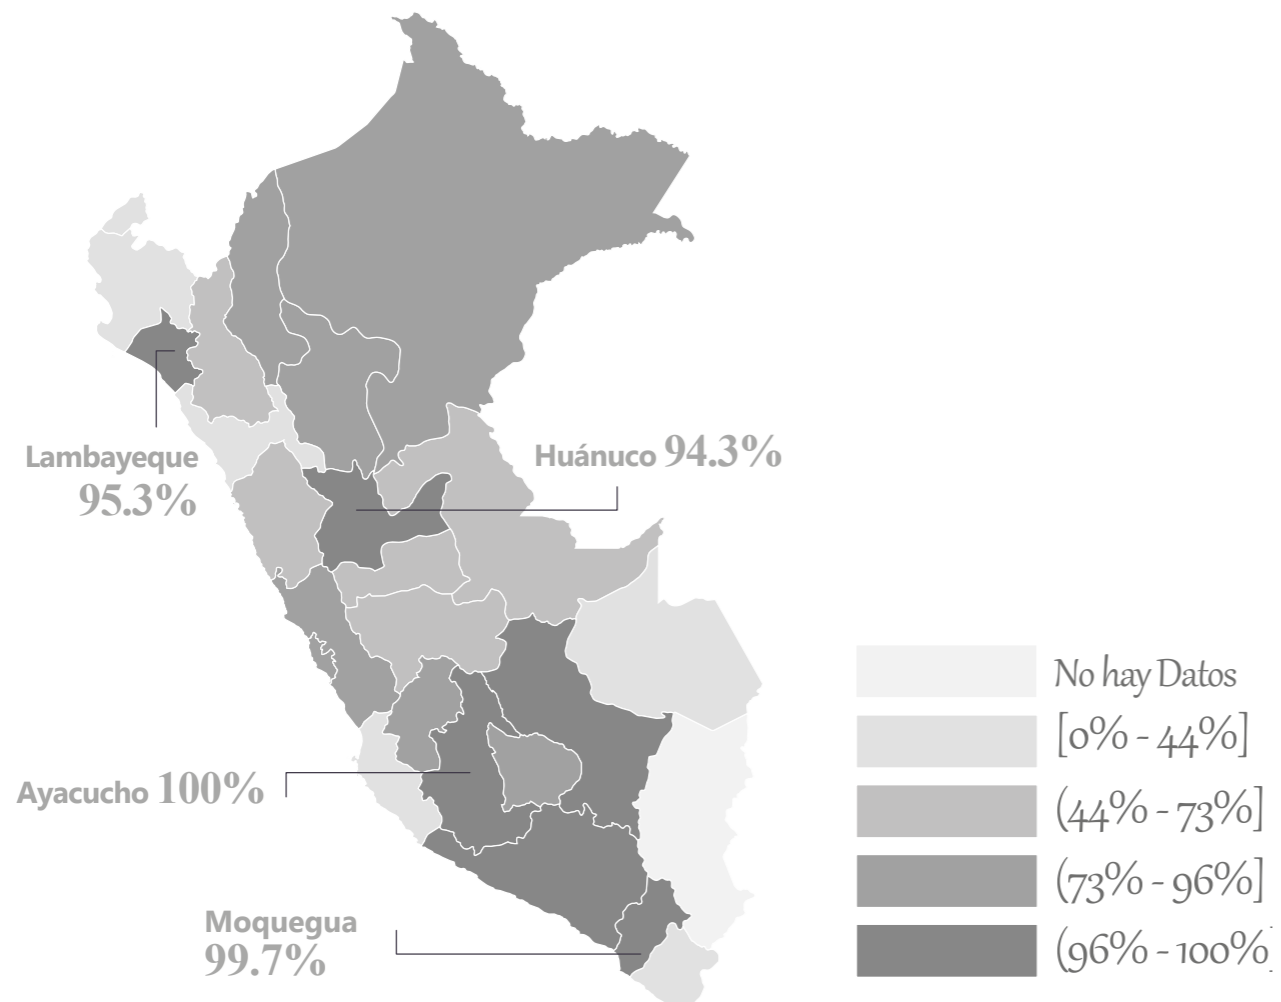 Lambayeque
95.3%
Huánuco 94.3%
Ayacucho 100%
Moquegua
99.7%
No hay Datos
[0% - 44%]
(44% - 73%]
(73% - 96%]
(96% - 100%]